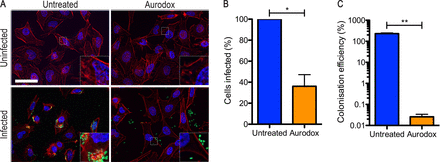 A
Untreated
Aurodox
Uninfected
Infected
B
Cells infected (%)
100
80
60
40
20
0
*
Untreated Aurodox
C
Colonisation efficiency (%)
1000
100
10
1
0.1
0.01
**
Untreated Aurodox